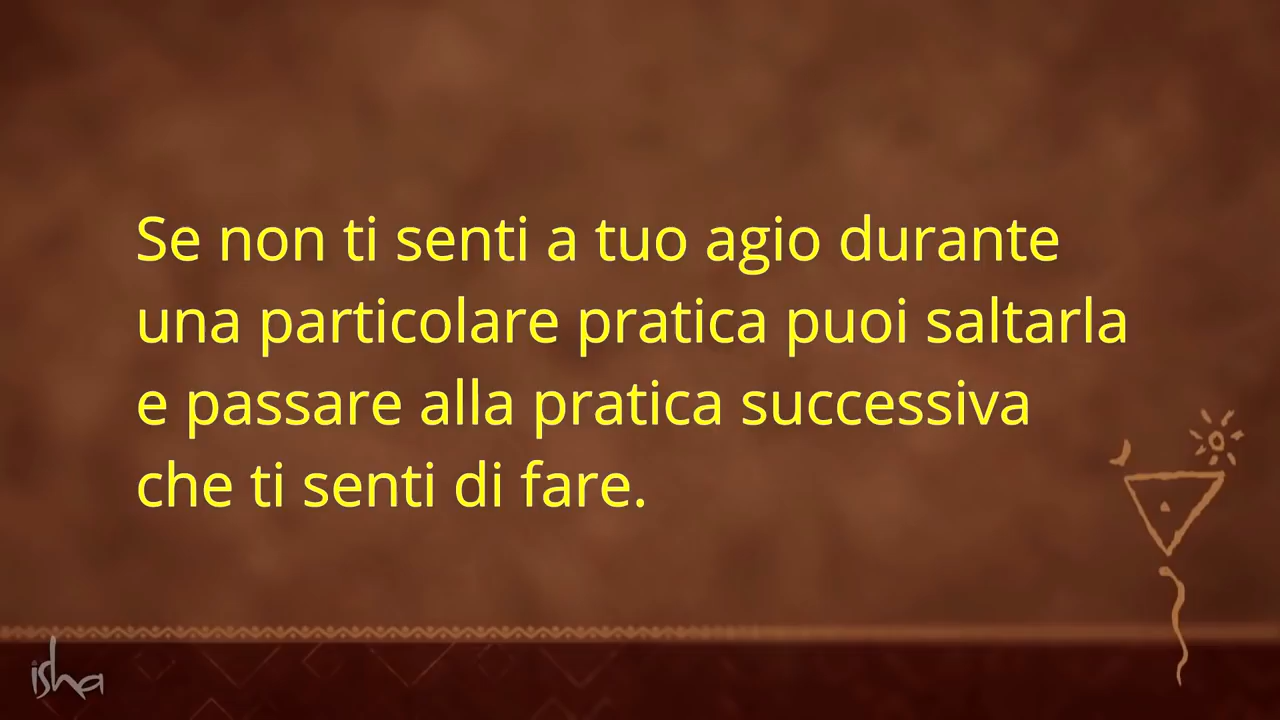 Se non ti senti a tuo agio durante
una particolare pratica puoi saltarla
e passare alla pratica successiva
che ti senti di fare.
isha